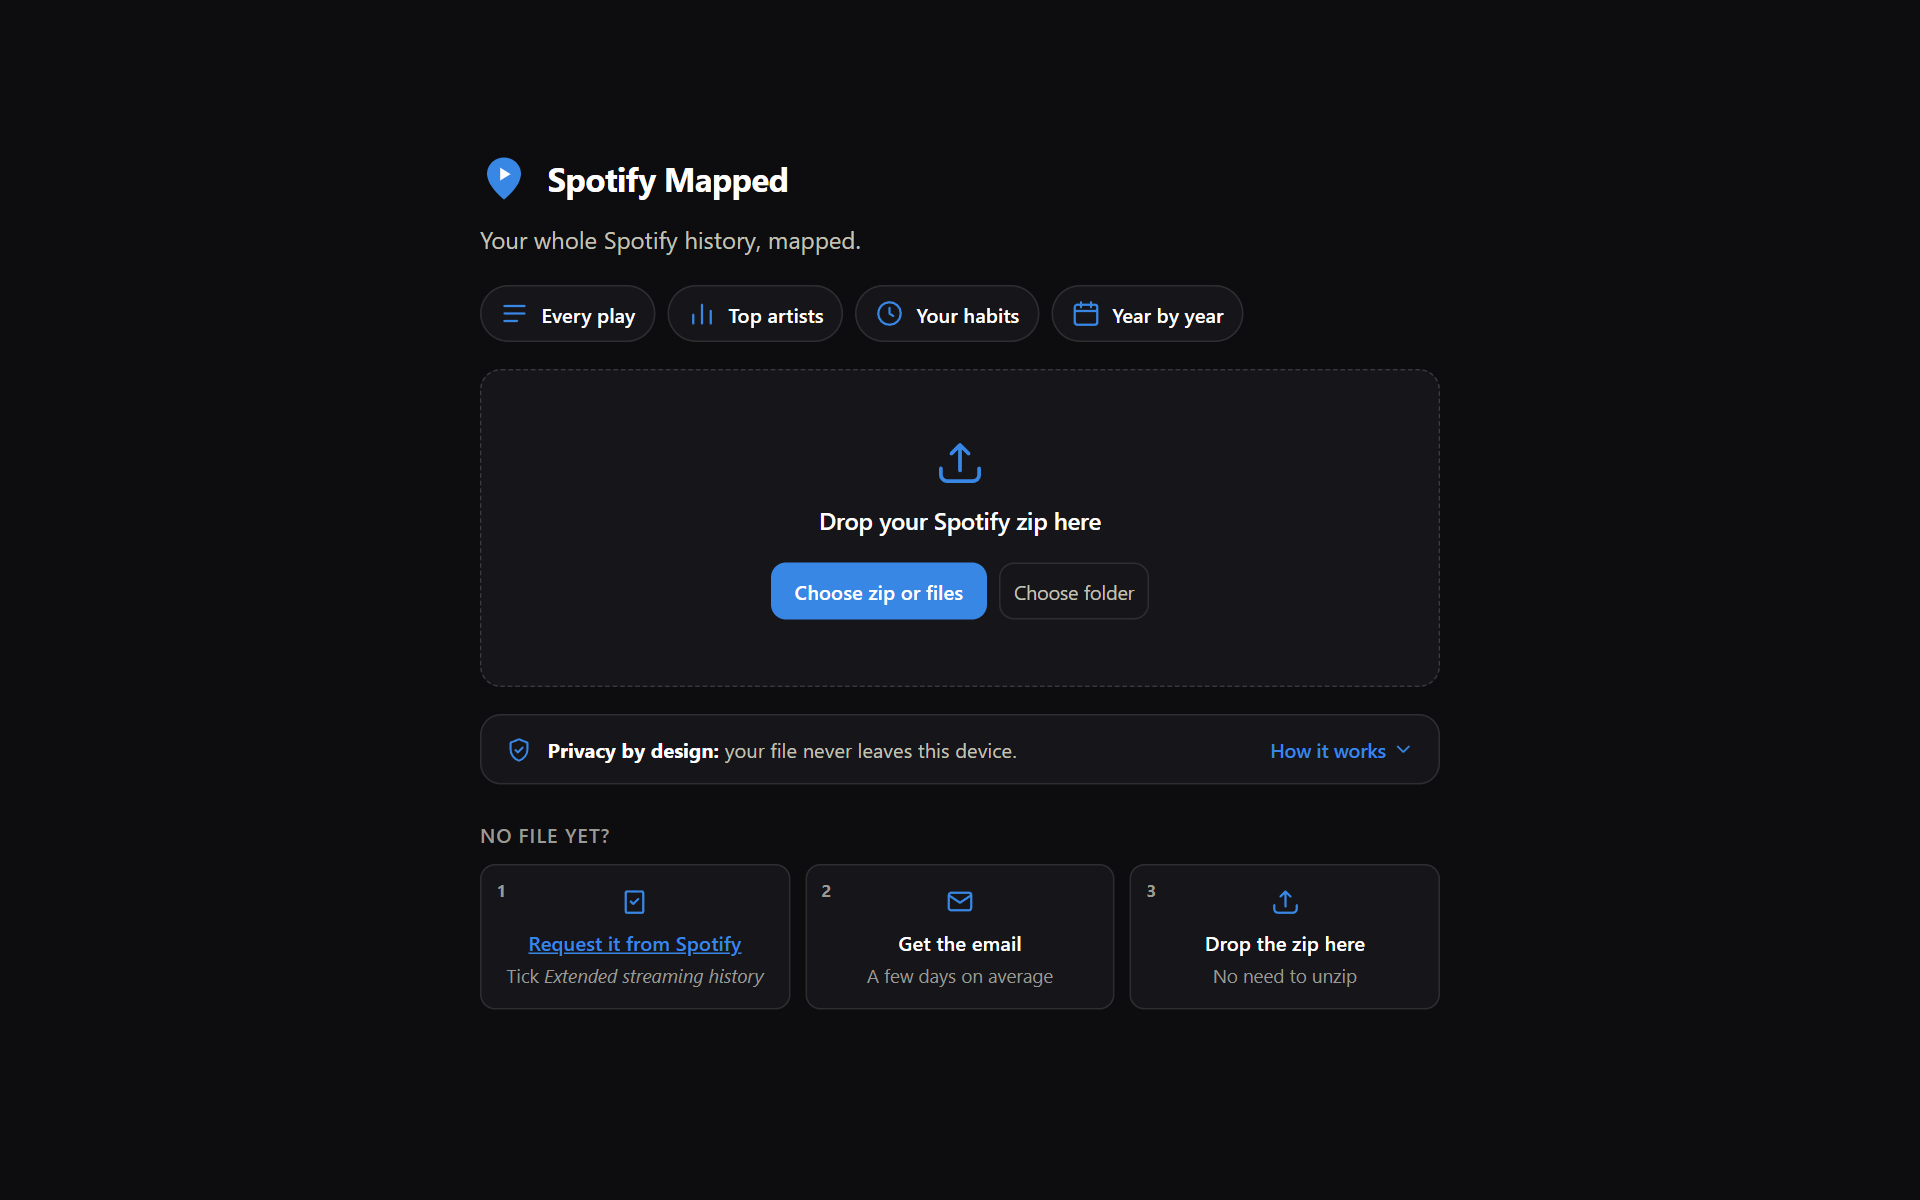 Spotify Mapped
Your whole Spotify history, mapped.
Every play
Top artists
Your habits
Year by year
Drop your Spotify zip here
Choose zip or files
Choose folder
Privacy by design: your file never leaves this device.
How it works
NO FILE YET?
1
Request it from Spotify
Tick Extended streaming history
2
Get the email
A few days on average
3
Drop the zip here
No need to unzip